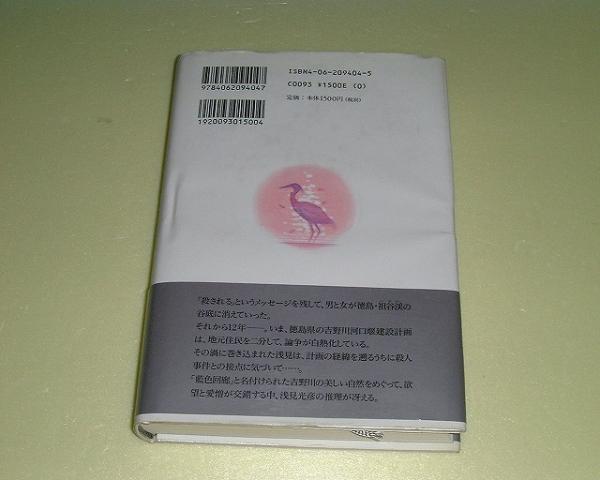 9784062094047
1920093015004
ISBN4-06-209404-5
C0093 ¥1500E (0)
定価：本体1500円（税別）
「殺される」というメッセージを残して、男と女が徳島・祖谷渓の
谷底に消えていった。
それから12年――。いま、徳島県の吉野川河口堰建設計画
は、地元住民を二分して、論争が白熱化している。
その渦に巻き込まれた浅見は、計画の経緯を遡るうちに殺人
事件との接点に気づいて……。
「藍色回廊」と名付けられた吉野川の美しい自然をめぐって、欲
望と愛憎が交錯する中、浅見光彦の推理が冴える。